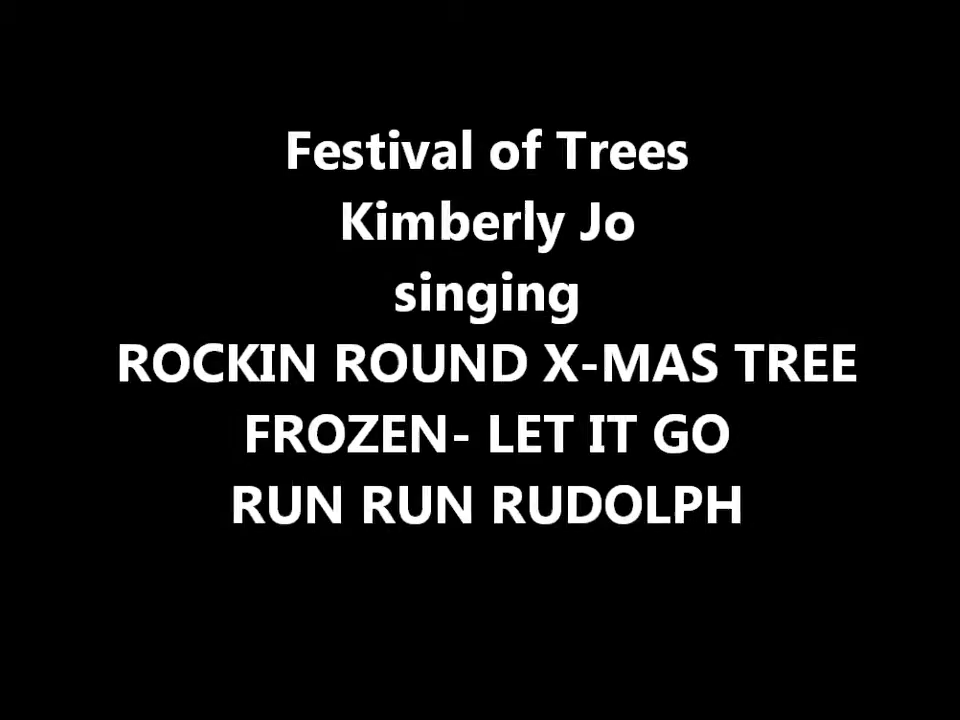 Festival of Trees
Kimberly Jo
singing
ROCKIN ROUND X-MAS TREE
FROZEN- LET IT GO
RUN RUN RUDOLPH